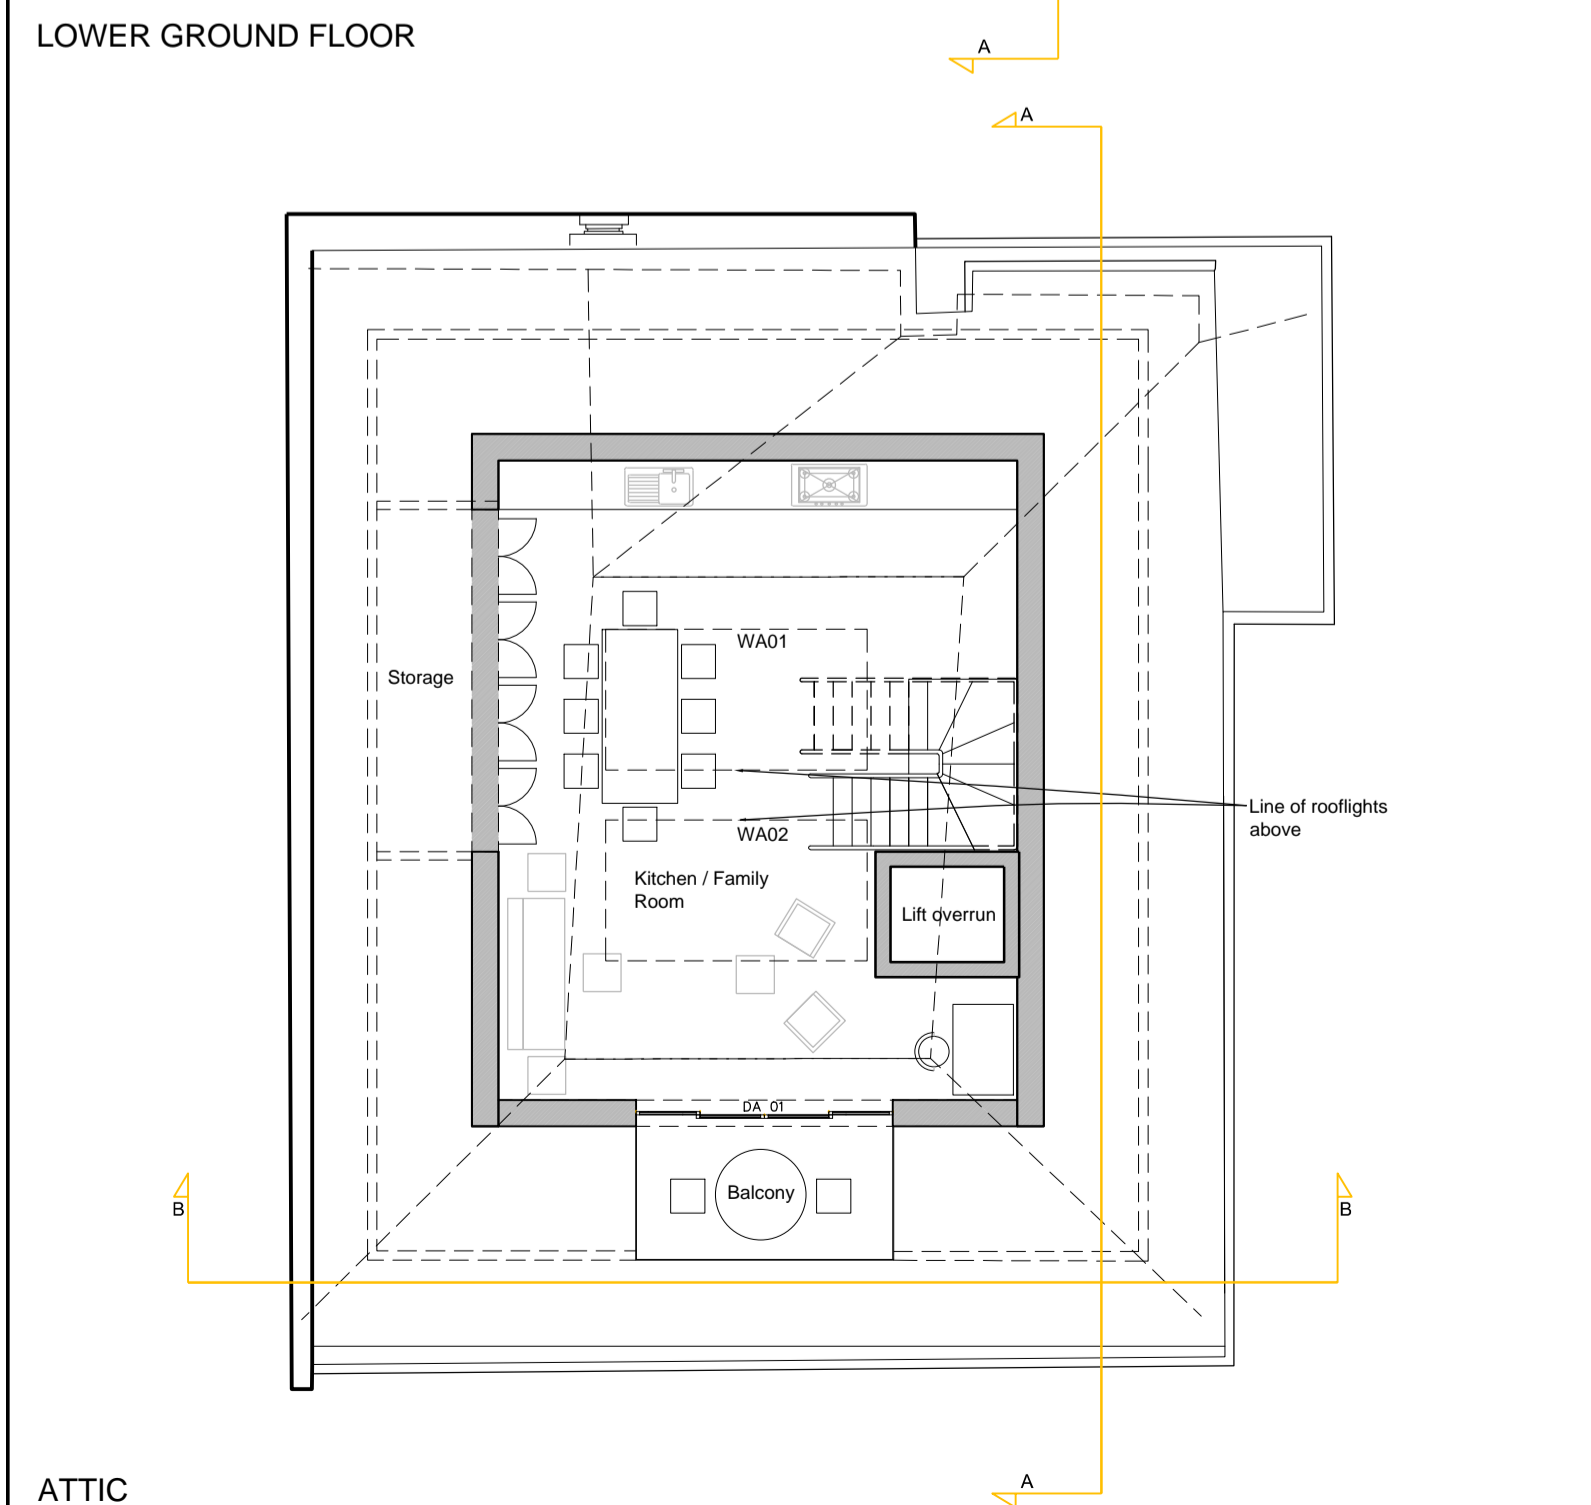 LOWER GROUND FLOOR
A
A
WA01
Storage
Line of rooflights
above
WA02
Kitchen / Family
Room
Lift overrun
DA 01
Balcony
B
B
A
ATTIC